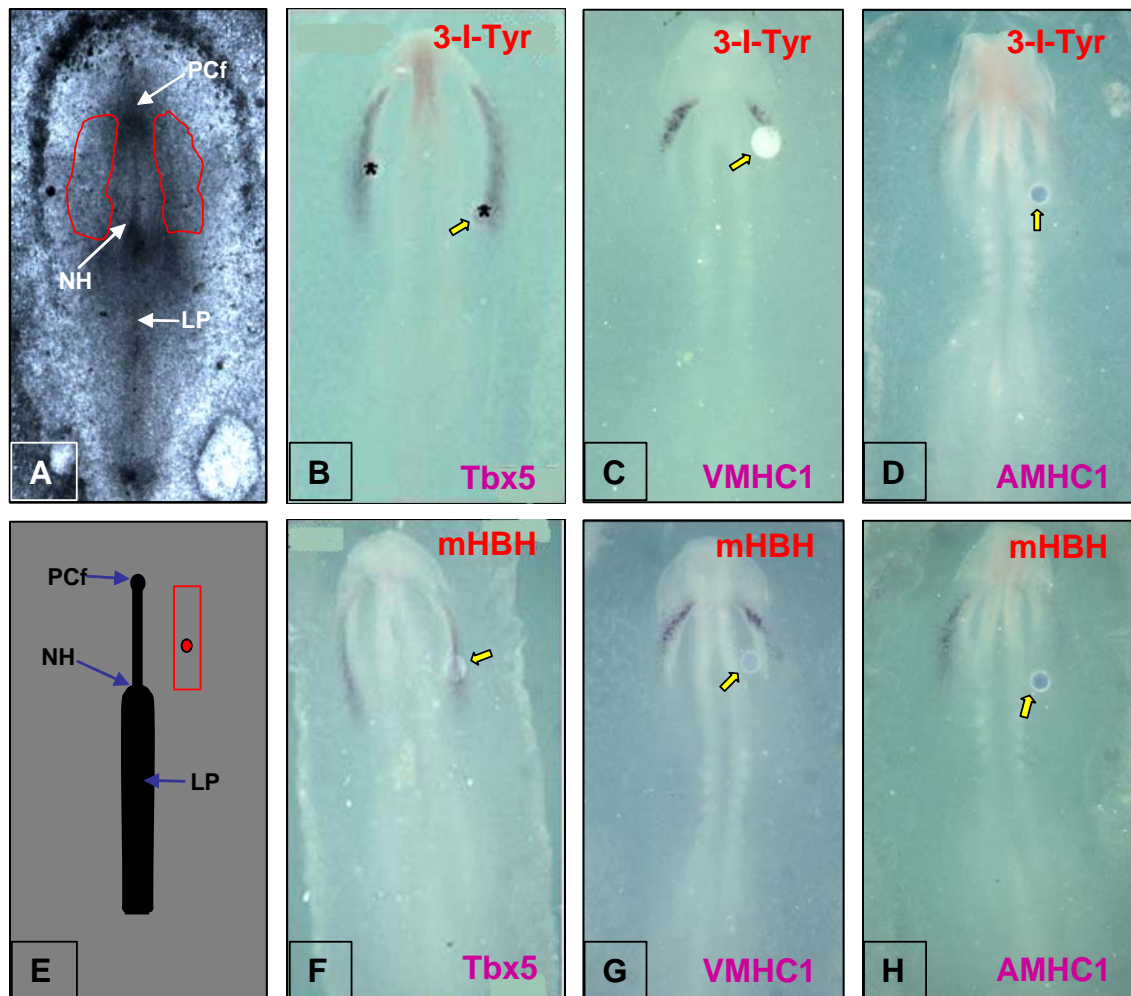 PCf
NH
LP
A
3-I-Tyr
B
Tbx5
3-I-Tyr
C
VMHC1
3-I-Tyr
D
AMHC1
PCf
NH
LP
E
mHBH
F
Tbx5
mHBH
G
VMHC1
mHBH
H
AMHC1